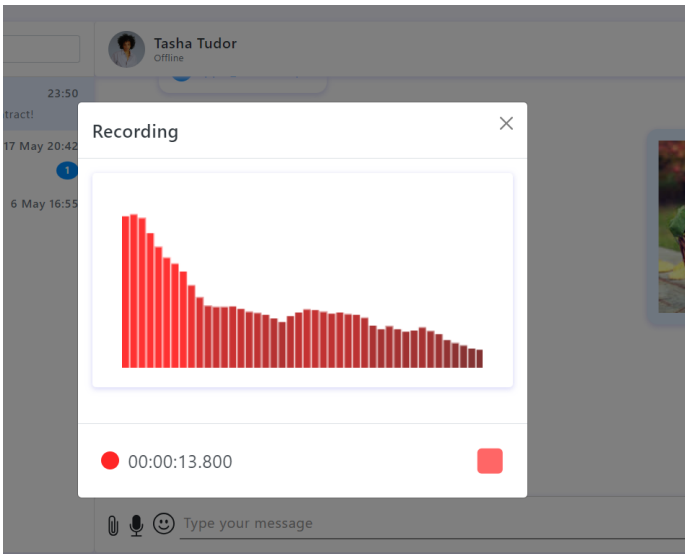 Tasha Tudor
Offline
23:50
tract!
17 May 20:42
1
6 May 16:55
Recording
00:00:13.800
Type your message